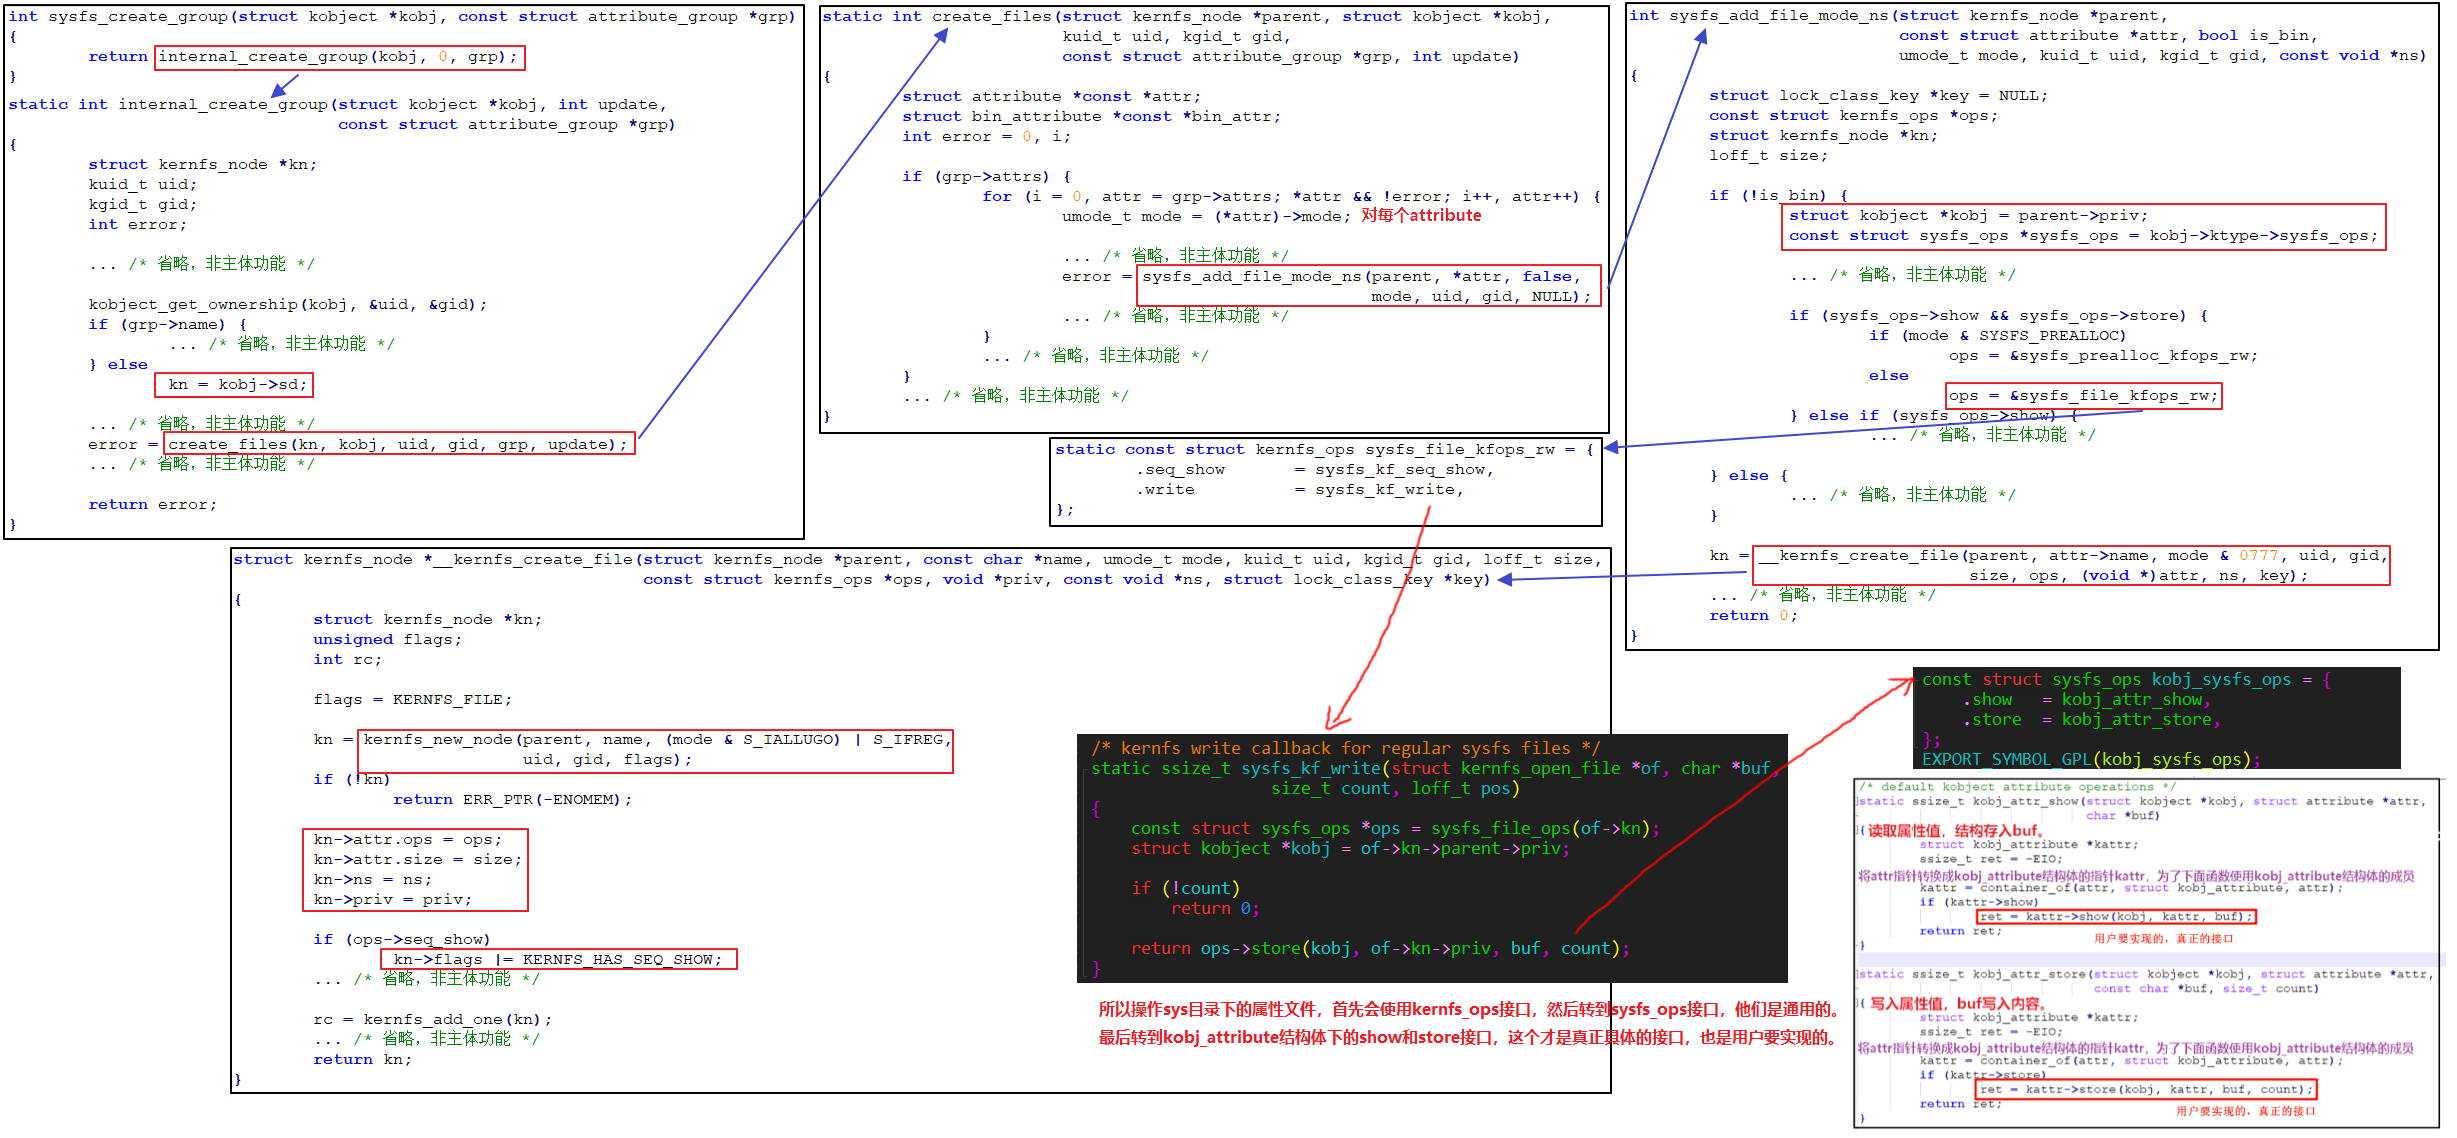 int sysfs_create_group(struct kobject *kobj, const struct attribute_group *grp)
{
return internal_create_group(kobj, 0, grp);
}
static int internal_create_group(struct kobject *kobj, int update,
const struct attribute_group *grp)
{
struct kernfs_node *kn;
kuid_t uid;
kgid_t gid;
int error;
... /* 省略，非主体功能 */
kobject_get_ownership(kobj, &uid, &gid);
if (grp->name) {
... /* 省略，非主体功能 */
} else
kn = kobj->sd;
... /* 省略，非主体功能 */
error = create_files(kn, kobj, uid, gid, grp, update);
... /* 省略，非主体功能 */
return error;
}
static int create_files(struct kernfs_node *parent, struct kobject *kobj,
kuid_t uid, kgid_t gid,
const struct attribute_group *grp, int update)
{
struct attribute *const *attr;
struct bin_attribute *const *bin_attr;
int error = 0, i;
if (grp->attrs) {
for (i = 0, attr = grp->attrs; *attr && !error; i++, attr++) {
umode_t mode = (*attr)->mode; 对每个attribute
... /* 省略，非主体功能 */
error = sysfs_add_file_mode_ns(parent, *attr, false,
mode, uid, gid, NULL);
... /* 省略，非主体功能 */
}
... /* 省略，非主体功能 */
}
... /* 省略，非主体功能 */
}
int sysfs_add_file_mode_ns(struct kernfs_node *parent,
const struct attribute *attr, bool is_bin,
umode_t mode, kuid_t uid, kgid_t gid, const void *ns)
{
struct lock_class_key *key = NULL;
const struct kernfs_ops *ops;
struct kernfs_node *kn;
loff_t size;
if (!is_bin) {
struct kobject *kobj = parent->priv;
const struct sysfs_ops *sysfs_ops = kobj->ktype->sysfs_ops;
... /* 省略，非主体功能 */
if (sysfs_ops->show && sysfs_ops->store) {
if (mode & SYSFS_PREALLOC)
ops = &sysfs_prealloc_kfops_rw;
else
ops = &sysfs_file_kfops_rw;
} else if (sysfs_ops->show) {
... /* 省略，非主体功能 */
} else {
... /* 省略，非主体功能 */
}
kn = __kernfs_create_file(parent, attr->name, mode & 0777, uid, gid,
size, ops, (void *)attr, ns, key);
... /* 省略，非主体功能 */
return 0;
}
static const struct kernfs_ops sysfs_file_kfops_rw = {
.seq_show = sysfs_kf_seq_show,
.write = sysfs_kf_write,
};
struct kernfs_node *__kernfs_create_file(struct kernfs_node *parent, const char *name, umode_t mode, kuid_t uid, kgid_t gid, loff_t size,
const struct kernfs_ops *ops, void *priv, const void *ns, struct lock_class_key *key)
{
struct kernfs_node *kn;
unsigned flags;
int rc;
flags = KERNFS_FILE;
kn = kernfs_new_node(parent, name, (mode & S_IALLUGO) | S_IFREG,
uid, gid, flags);
if (!kn)
return ERR_PTR(-ENOMEM);
kn->attr.ops = ops;
kn->attr.size = size;
kn->ns = ns;
kn->priv = priv;
if (ops->seq_show)
kn->flags |= KERNFS_HAS_SEQ_SHOW;
... /* 省略，非主体功能 */
rc = kernfs_add_one(kn);
... /* 省略，非主体功能 */
return kn;
}
/* kernfs write callback for regular sysfs files */
static ssize_t sysfs_kf_write(struct kernfs_open_file *of, char *buf,
size_t count, loff_t pos)
{
const struct sysfs_ops *ops = sysfs_file_ops(of->kn);
struct kobject *kobj = of->kn->parent->priv;
if (!count)
return 0;
return ops->store(kobj, of->kn->priv, buf, count);
}
所以操作sys目录下的属性文件，首先会使用kernfs_ops接口，然后转到sysfs_ops接口，他们是通用的。
最后转到kobj_attribute结构体下的show和store接口，这个才是真正具体的接口，也是用户要实现的。
const struct sysfs_ops kobj_sysfs_ops = {
.show = kobj_attr_show,
.store = kobj_attr_store,
};
EXPORT_SYMBOL_GPL(kobj_sysfs_ops);
/* default kobject attribute operations */
static ssize_t kobj_attr_show(struct kobject *kobj, struct attribute *attr,
char *buf)
{ 读取属性值，结构存入buf。
struct kobj_attribute *kattr;
ssize_t ret = -EIO;
将attr指针转换成kobj_attribute结构体的指针kattr，为了下面函数使用kobj_attribute结构体的成员
kattr = container_of(attr, struct kobj_attribute, attr);
if (kattr->show)
ret = kattr->show(kobj, kattr, buf);
return ret; 用户要实现的，真正的接口
}
static ssize_t kobj_attr_store(struct kobject *kobj, struct attribute *attr,
const char *buf, size_t count)
{ 写入属性值，buf写入内容。
struct kobj_attribute *kattr;
ssize_t ret = -EIO;
将attr指针转换成kobj_attribute结构体的指针kattr，为了下面函数使用kobj_attribute结构体的成员
kattr = container_of(attr, struct kobj_attribute, attr);
if (kattr->store)
ret = kattr->store(kobj, kattr, buf, count);
return ret; 用户要实现的，真正的接口
}